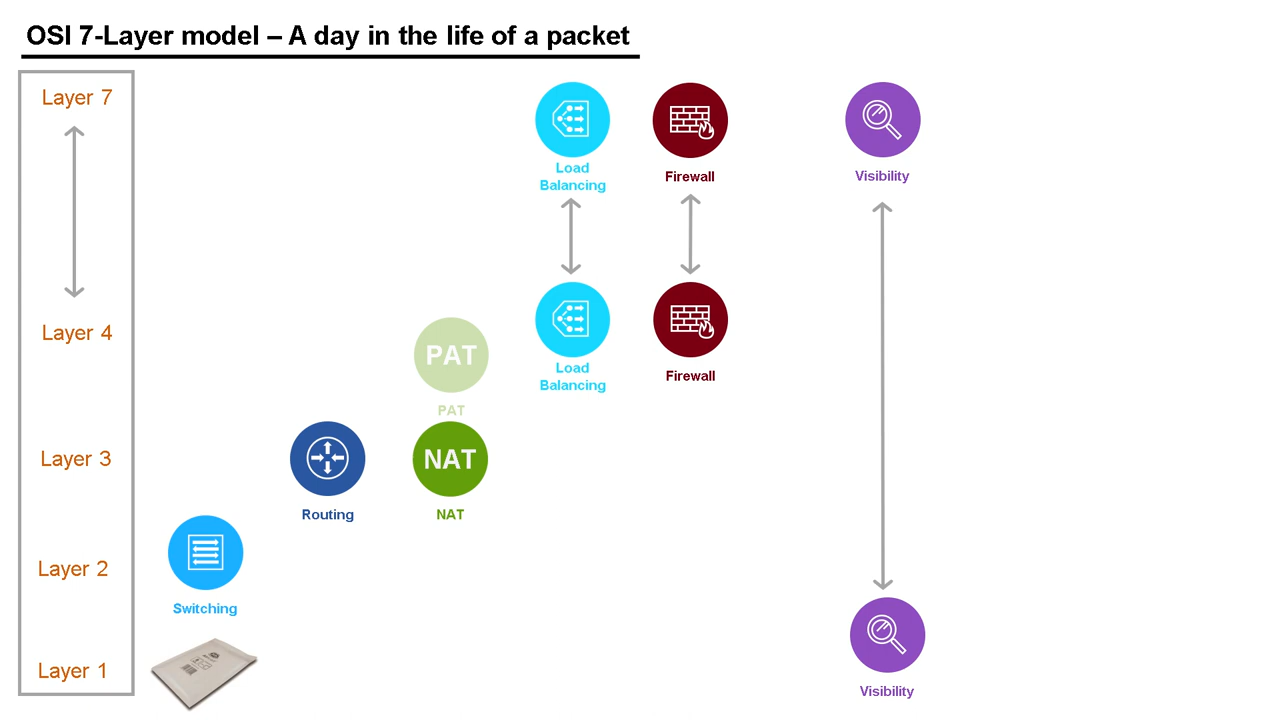 OSI 7-Layer model – A day in the life of a packet
Layer 7
Load
Balancing
Firewall
Visibility
Layer 4
PAT
PAT
Load
Balancing
Firewall
Layer 3
Routing
NAT
NAT
Layer 2
Switching
Layer 1
Visibility